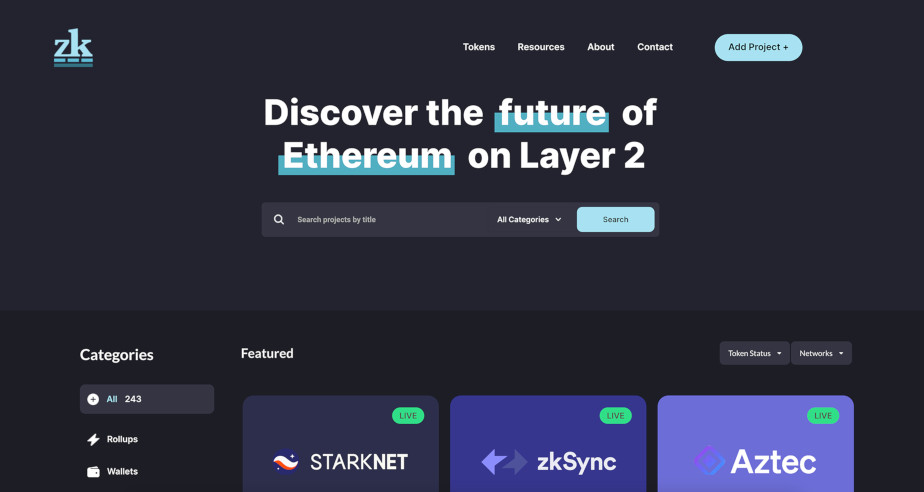 zk
Tokens Resources About Contact Add Project +
Discover the future of
Ethereum on Layer 2
Search projects by title All Categories Search
Categories
Featured
Token Status Networks
All 243
Rollups
Wallets
LIVE LIVE LIVE
STARKNET zkSync Aztec